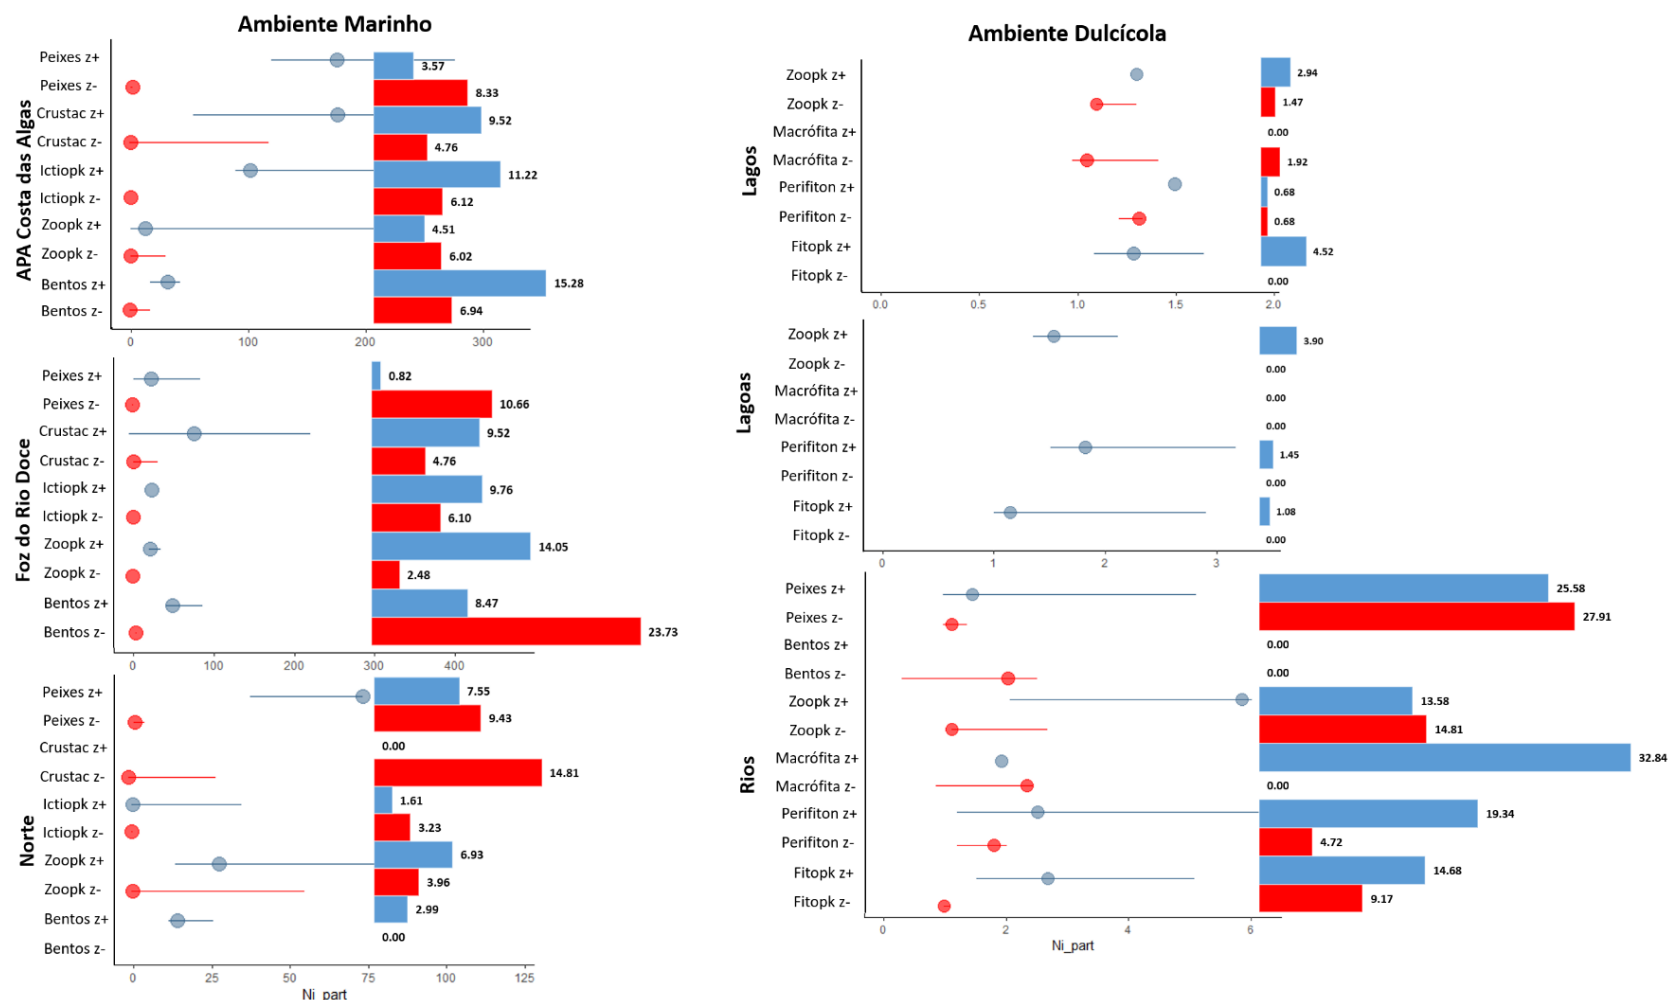 Ambiente Marinho
APA Costa das Algas
Peixes z+
3.57
Peixes z-
8.33
Crustac z+
9.52
Crustac z-
4.76
Ictiopk z+
11.22
Ictiopk z-
6.12
Zoopk z+
4.51
Zoopk z-
6.02
Bentos z+
15.28
Bentos z-
6.94
0 100 200 300
Foz do Rio Doce
Peixes z+
0.82
Peixes z-
10.66
Crustac z+
9.52
Crustac z-
4.76
Ictiopk z+
9.76
Ictiopk z-
6.10
Zoopk z+
14.05
Zoopk z-
2.48
Bentos z+
8.47
Bentos z-
23.73
0 100 200 300 400
Norte
Peixes z+
7.55
Peixes z-
9.43
Crustac z+
0.00
Crustac z-
14.81
Ictiopk z+
1.61
Ictiopk z-
3.23
Zoopk z+
6.93
Zoopk z-
3.96
Bentos z+
2.99
Bentos z-
0.00
0 25 50 75 100 125
Ni_part
Ambiente Dulcícola
Lagos
Zoopk z+
2.94
Zoopk z-
1.47
Macrófita z+
0.00
Macrófita z-
1.92
Perifiton z+
0.68
Perifiton z-
0.68
Fitopk z+
4.52
Fitopk z-
0.00
0.0 0.5 1.0 1.5 2.0
Lagoas
Zoopk z+
3.90
Zoopk z-
0.00
Macrófita z+
0.00
Macrófita z-
0.00
Perifiton z+
1.45
Perifiton z-
0.00
Fitopk z+
1.08
Fitopk z-
0.00
0 1 2 3
Rios
Peixes z+
25.58
Peixes z-
27.91
Bentos z+
0.00
Bentos z-
0.00
Zoopk z+
13.58
Zoopk z-
14.81
Macrófita z+
32.84
Macrófita z-
0.00
Perifiton z+
19.34
Perifiton z-
4.72
Fitopk z+
14.68
Fitopk z-
9.17
0 2 4 6
Ni_part